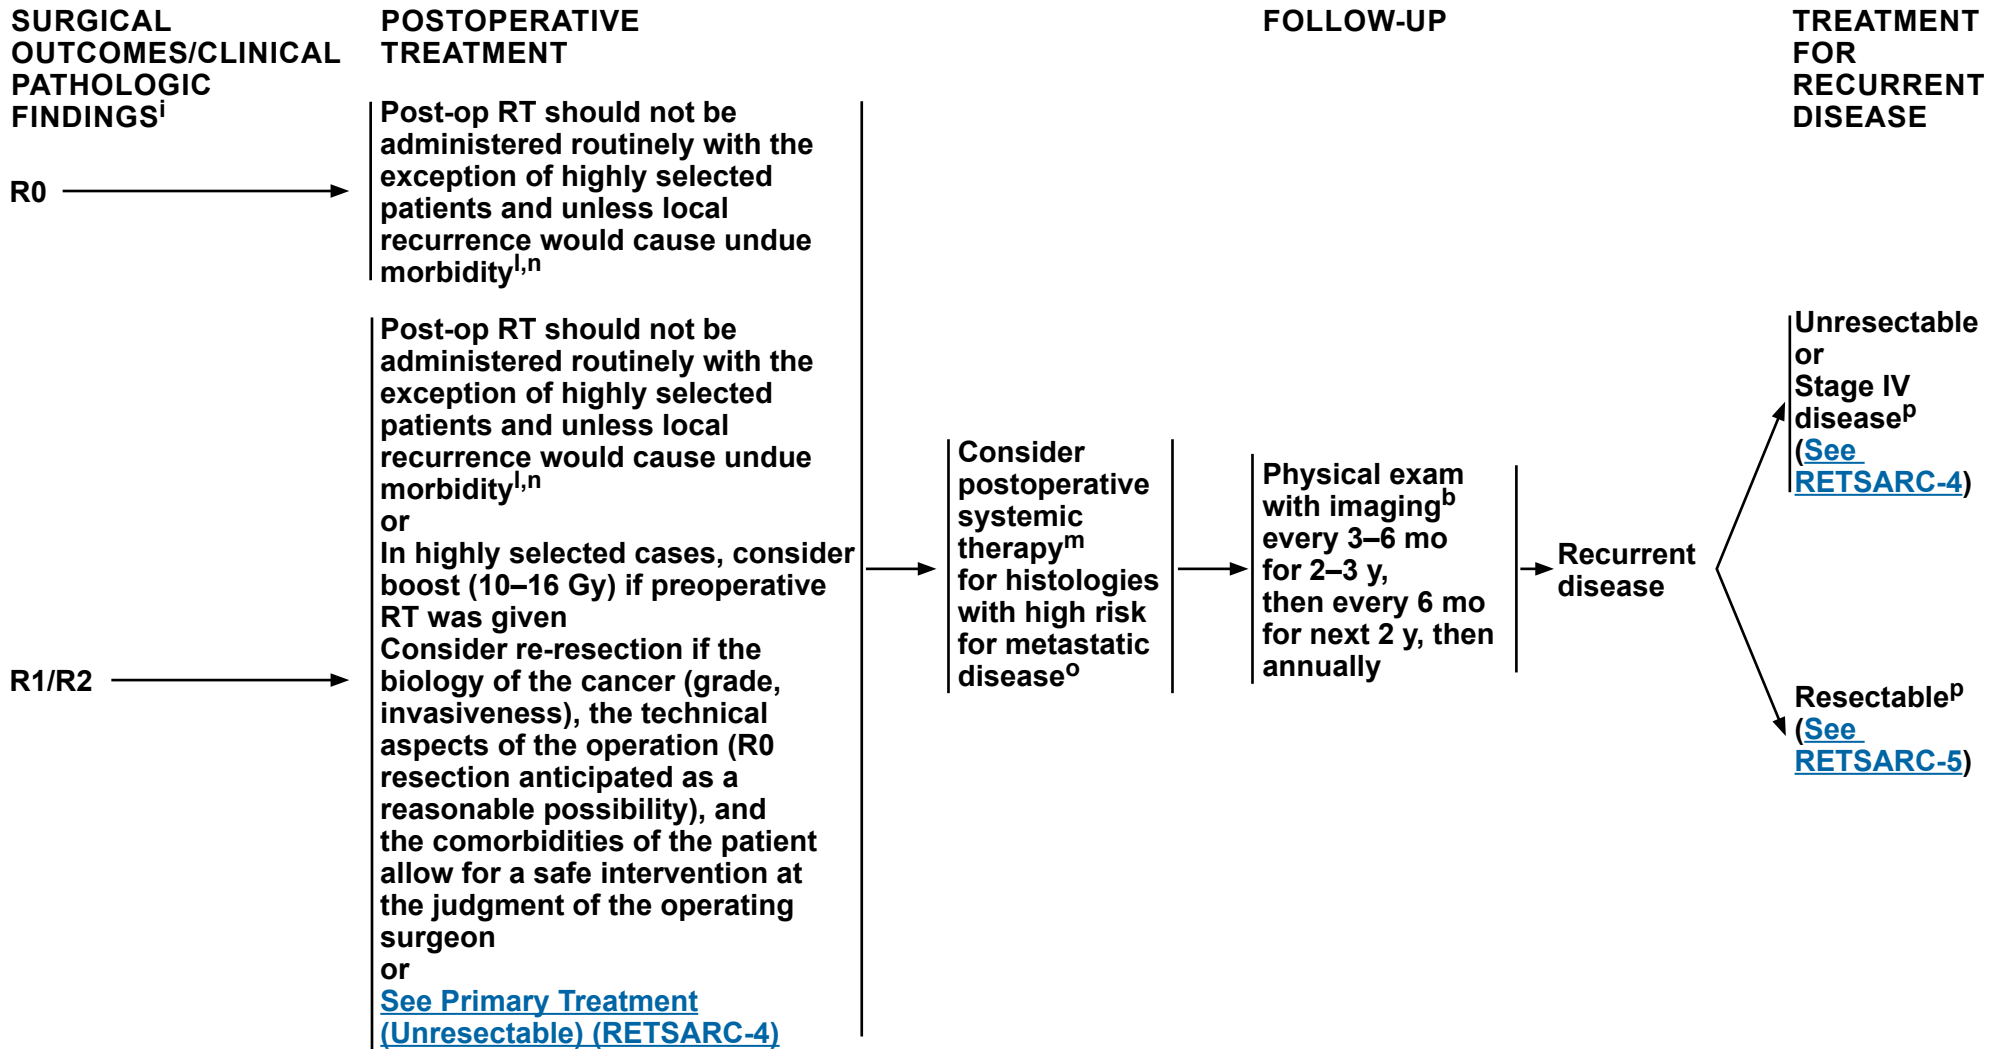 SURGICAL
OUTCOMES/CLINICAL
PATHOLOGIC
FINDINGSi
POSTOPERATIVE
TREATMENT
FOLLOW-UP
TREATMENT
FOR
RECURRENT
DISEASE
R0
Post-op RT should not be
administered routinely with the
exception of highly selected
patients and unless local
recurrence would cause undue
morbidityl,n
R1/R2
Post-op RT should not be
administered routinely with the
exception of highly selected
patients and unless local
recurrence would cause undue
morbidityl,n
or
In highly selected cases, consider
boost (10–16 Gy) if preoperative
RT was given
Consider re-resection if the
biology of the cancer (grade,
invasiveness), the technical
aspects of the operation (R0
resection anticipated as a
reasonable possibility), and
the comorbidities of the patient
allow for a safe intervention at
the judgment of the operating
surgeon
or
See Primary Treatment
(Unresectable) (RETSARC-4)
Consider
postoperative
systemic
therapym
for histologies
with high risk
for metastatic
diseaseo
Physical exam
with imagingb
every 3–6 mo
for 2–3 y,
then every 6 mo
for next 2 y, then
annually
Recurrent
disease
Unresectable
or
Stage IV
diseasep
(See
RETSARC-4)
Resectablep
(See
RETSARC-5)